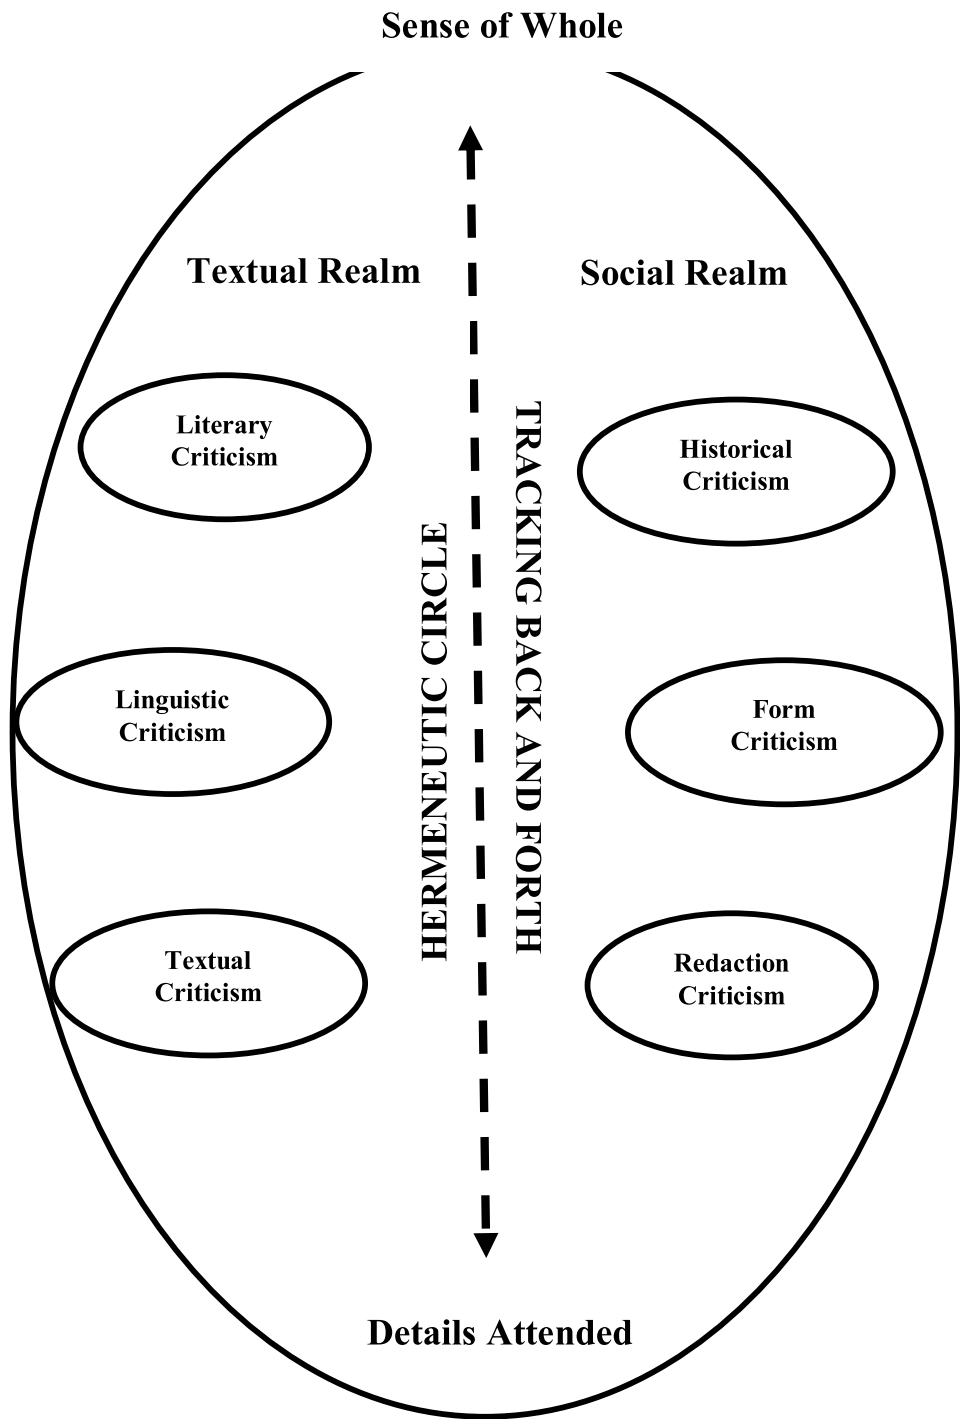 Sense of Whole
Textual Realm
Social Realm
Literary
Criticism
Historical
Criticism
HERMENEUTIC CIRCLE
TRACKING BACK AND FORTH
Linguistic
Criticism
Form
Criticism
Textual
Criticism
Redaction
Criticism
Details Attended